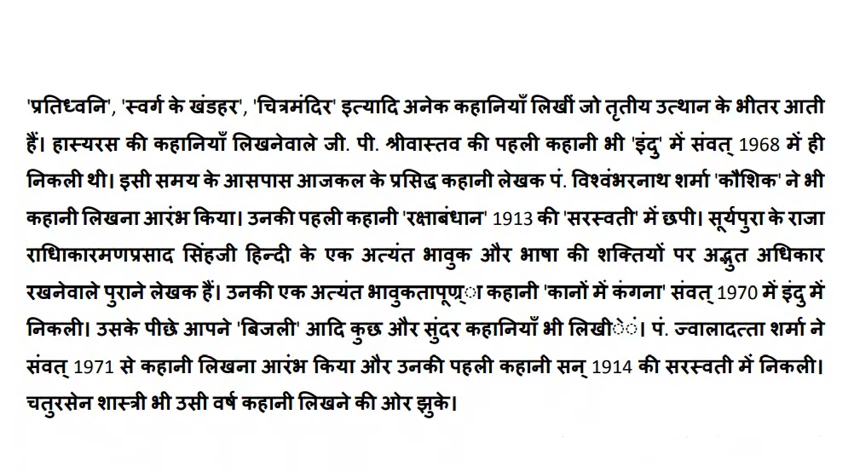 'प्रतिध्वनि', 'स्वर्ग के खंडहर', 'चित्रमंदिर' इत्यादि अनेक कहानियाँ लिखीं जो तृतीय उत्थान के भीतर आती
हैं। हास्यरस की कहानियाँ लिखनेवाले जी. पी. श्रीवास्तव की पहली कहानी भी 'इंदु' में संवत् 1968 में ही
निकली थी। इसी समय के आसपास आजकल के प्रसिद्ध कहानी लेखक पं. विश्वंभरनाथ शर्मा 'कौशिक' ने भी
कहानी लिखना आरंभ किया। उनकी पहली कहानी 'रक्षाबंधान' 1913 की 'सरस्वती' में छपी। सूर्यपुरा के राजा
राधिाकारमणप्रसाद सिंहजी हिन्दी के एक अत्यंत भावुक और भाषा की शक्तियों पर अद्भुत अधिकार
रखनेवाले पुराने लेखक हैं। उनकी एक अत्यंत भावुकतापूण्र्ा कहानी 'कानों में कंगना' संवत् 1970 में इंदु में
निकली। उसके पीछे आपने 'बिजली' आदि कुछ और सुंदर कहानियाँ भी लिखीें। पं. ज्वालादत्ता शर्मा ने
संवत् 1971 से कहानी लिखना आरंभ किया और उनकी पहली कहानी सन् 1914 की सरस्वती में निकली।
चतुरसेन शास्त्री भी उसी वर्ष कहानी लिखने की ओर झुके।